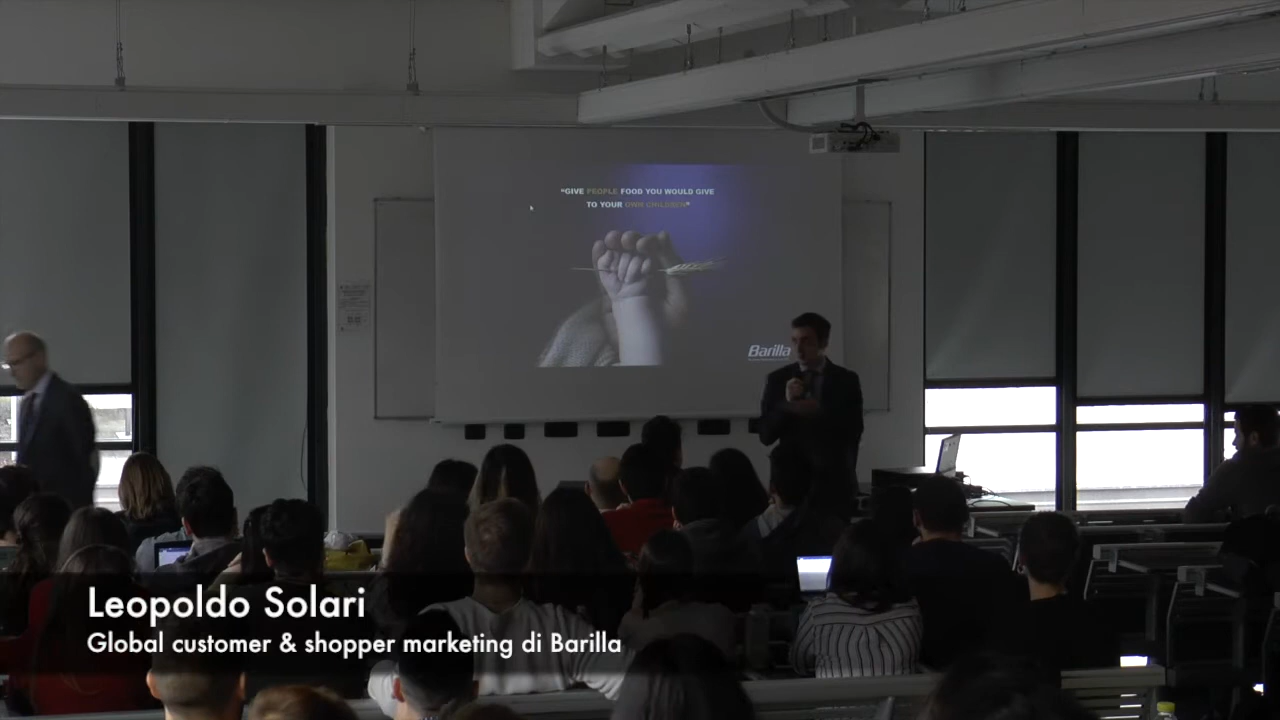 “GIVE PEOPLE FOOD YOU WOULD GIVE
TO YOUR OWN CHILDREN”
Barilla
Leopoldo Solari
Global customer & shopper marketing di Barilla